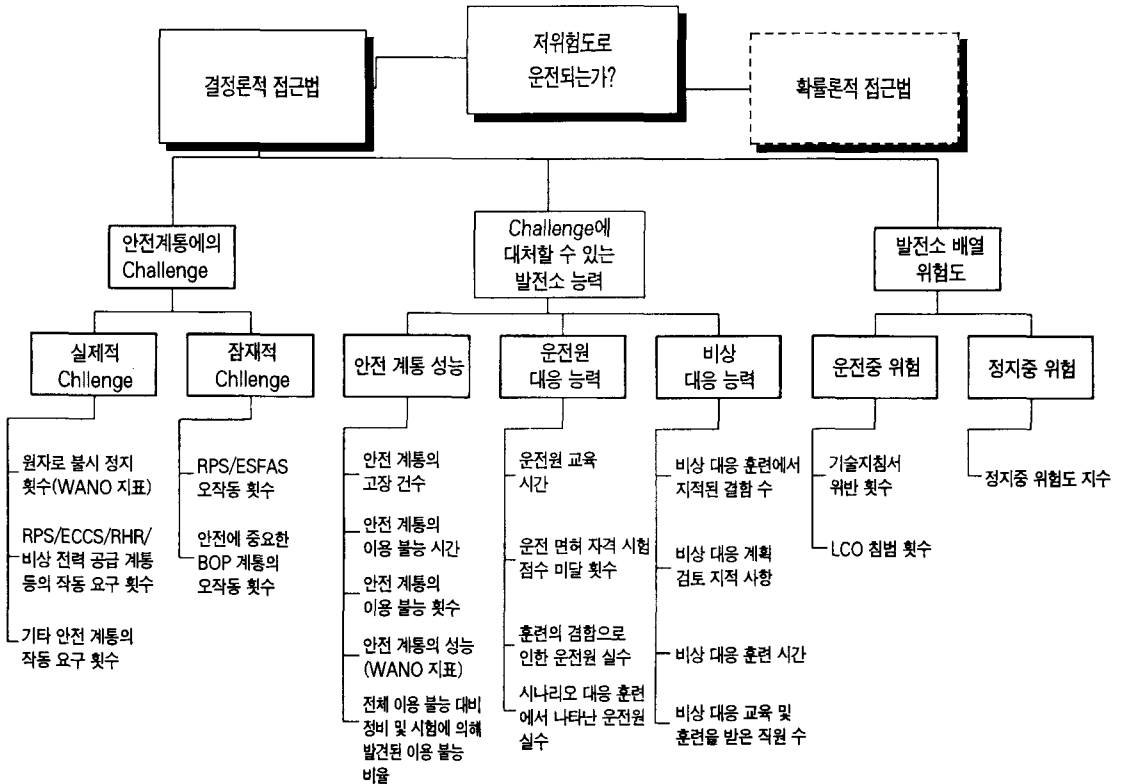 저위험도로
운전되는가?
결정론적 접근법
확률론적 접근법
안전계통에의
Challenge
Challenge에
대처할 수 있는
발전소 능력
발전소 배열
위험도
실제적
Chllenge
잠재적
Chllenge
안전 계통 성능
운전원
대응 능력
비상
대응 능력
운전중 위험
정지중 위험
원자로 불시 정지
횟수(WANO 지표)
RPS/ECCS/RHR/
비상 전력 공급 계통
등의 작동 요구 횟수
기타 안전 계통의
작동 요구 횟수
RPS/ESFAS
오작동 횟수
안전에 중요한
BOP 계통의
오작동 횟수
안전 계통의
고장 건수
안전 계통의
이용 불능 시간
안전 계통의
이용 불능 횟수
안전 계통의 성능
(WANO 지표)
전체 이용 불능 대비
정비 및 시험에 의해
발견된 이용 불능
비율
운전원 교육
시간
운전 면허 자격 시험
점수 미달 횟수
훈련의 결함으로
인한 운전원 실수
시나리오 대응 훈련
에서 나타난 운전원
실수
비상 대응 훈련에서
지적된 결함 수
비상 대응 계획
검토 지적 사항
비상 대응 훈련 시간
비상 대응 교육 및
훈련을 받은 직원 수
기술지침서
위반 횟수
LCO 침범 횟수
정지중 위험도 지수